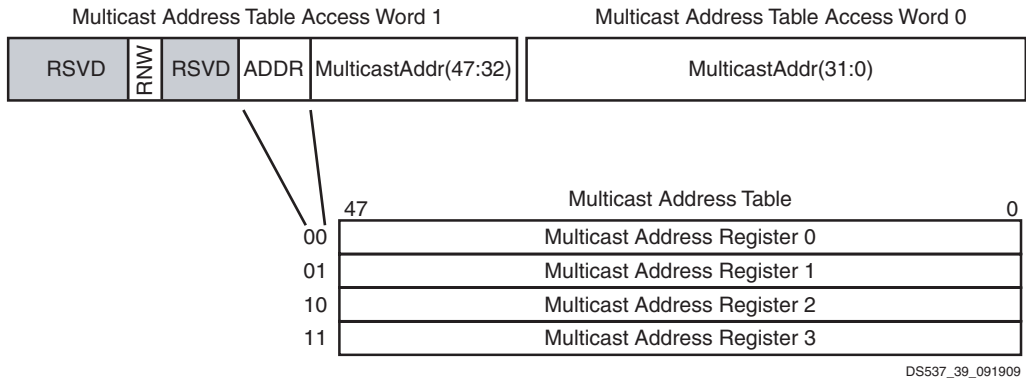 Multicast Address Table Access Word 1 Multicast Address Table Access Word 0
RSVD RNW RSVD ADDR MulticastAddr(47:32) MulticastAddr(31:0)
Multicast Address Table
47 0
00 Multicast Address Register 0
01 Multicast Address Register 1
10 Multicast Address Register 2
11 Multicast Address Register 3
DS537_39_091909